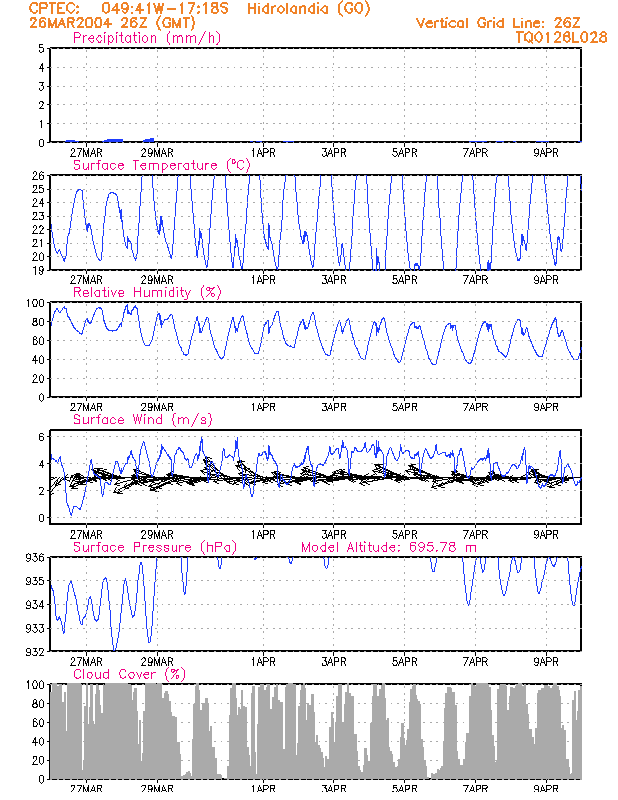 CPTEC: 049:41W-17:18S Hidrolandia (GO)
26MAR2004 26Z (GMT) Vertical Grid Line: 26Z
Precipitation (mm/h) TQ0126L028
5
4
3
2
1
0
27MAR 29MAR 1APR 3APR 5APR 7APR 9APR
Surface Temperature (°C)
26
25
24
23
22
21
20
19
27MAR 29MAR 1APR 3APR 5APR 7APR 9APR
Relative Humidity (%)
100
80
60
40
20
0
27MAR 29MAR 1APR 3APR 5APR 7APR 9APR
Surface Wind (m/s)
6
4
2
0
27MAR 29MAR 1APR 3APR 5APR 7APR 9APR
Surface Pressure (hPa) Model Altitude: 695.78 m
936
935
934
933
932
27MAR 29MAR 1APR 3APR 5APR 7APR 9APR
Cloud Cover (%)
100
80
60
40
20
0
27MAR 29MAR 1APR 3APR 5APR 7APR 9APR